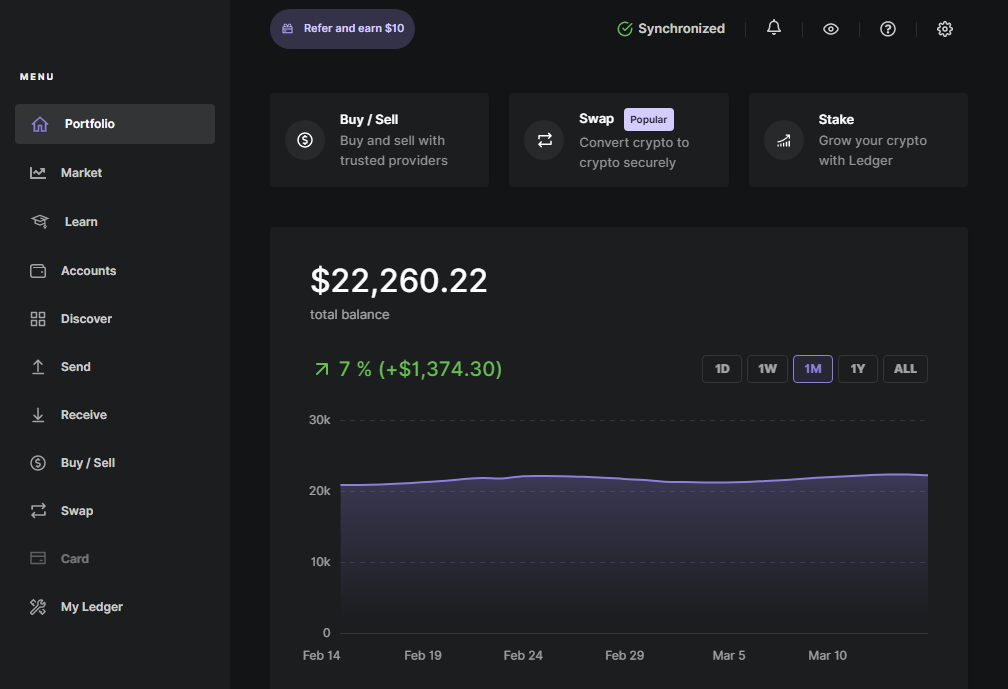 Refer and earn $10
Synchronized
MENU
Portfolio
Market
Learn
Accounts
Discover
Send
Receive
Buy / Sell
Swap
Card
My Ledger
Buy / Sell
Buy and sell with
trusted providers
Swap Popular
Convert crypto to
crypto securely
Stake
Grow your crypto
with Ledger
$22,260.22
total balance
7 % (+$1,374.30)
1D 1W 1M 1Y ALL
30k
20k
10k
0
Feb 14 Feb 19 Feb 24 Feb 29 Mar 5 Mar 10